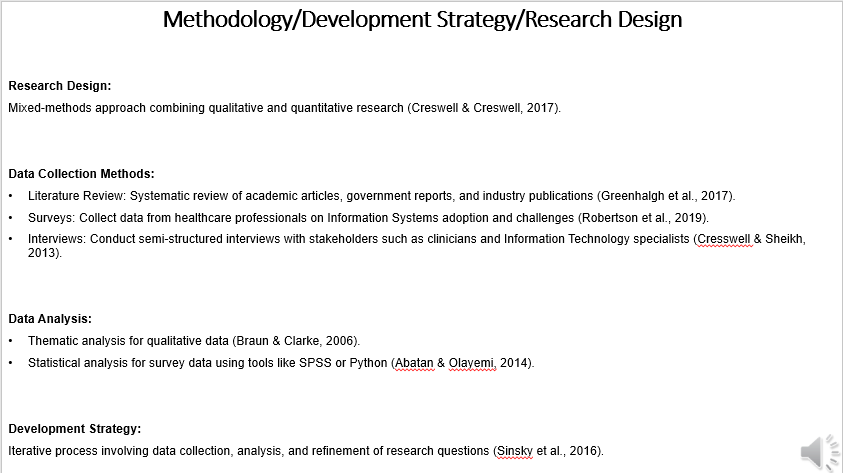 Methodology/Development Strategy/Research Design
Research Design:
Mixed-methods approach combining qualitative and quantitative research (Creswell & Creswell, 2017).
Data Collection Methods:
• Literature Review: Systematic review of academic articles, government reports, and industry publications (Greenhalgh et al., 2017).
• Surveys: Collect data from healthcare professionals on Information Systems adoption and challenges (Robertson et al., 2019).
• Interviews: Conduct semi-structured interviews with stakeholders such as clinicians and Information Technology specialists (Cresswell & Sheikh,
2013).
Data Analysis:
• Thematic analysis for qualitative data (Braun & Clarke, 2006).
• Statistical analysis for survey data using tools like SPSS or Python (Abatan & Olayemi, 2014).
Development Strategy:
Iterative process involving data collection, analysis, and refinement of research questions (Sinsky et al., 2016).